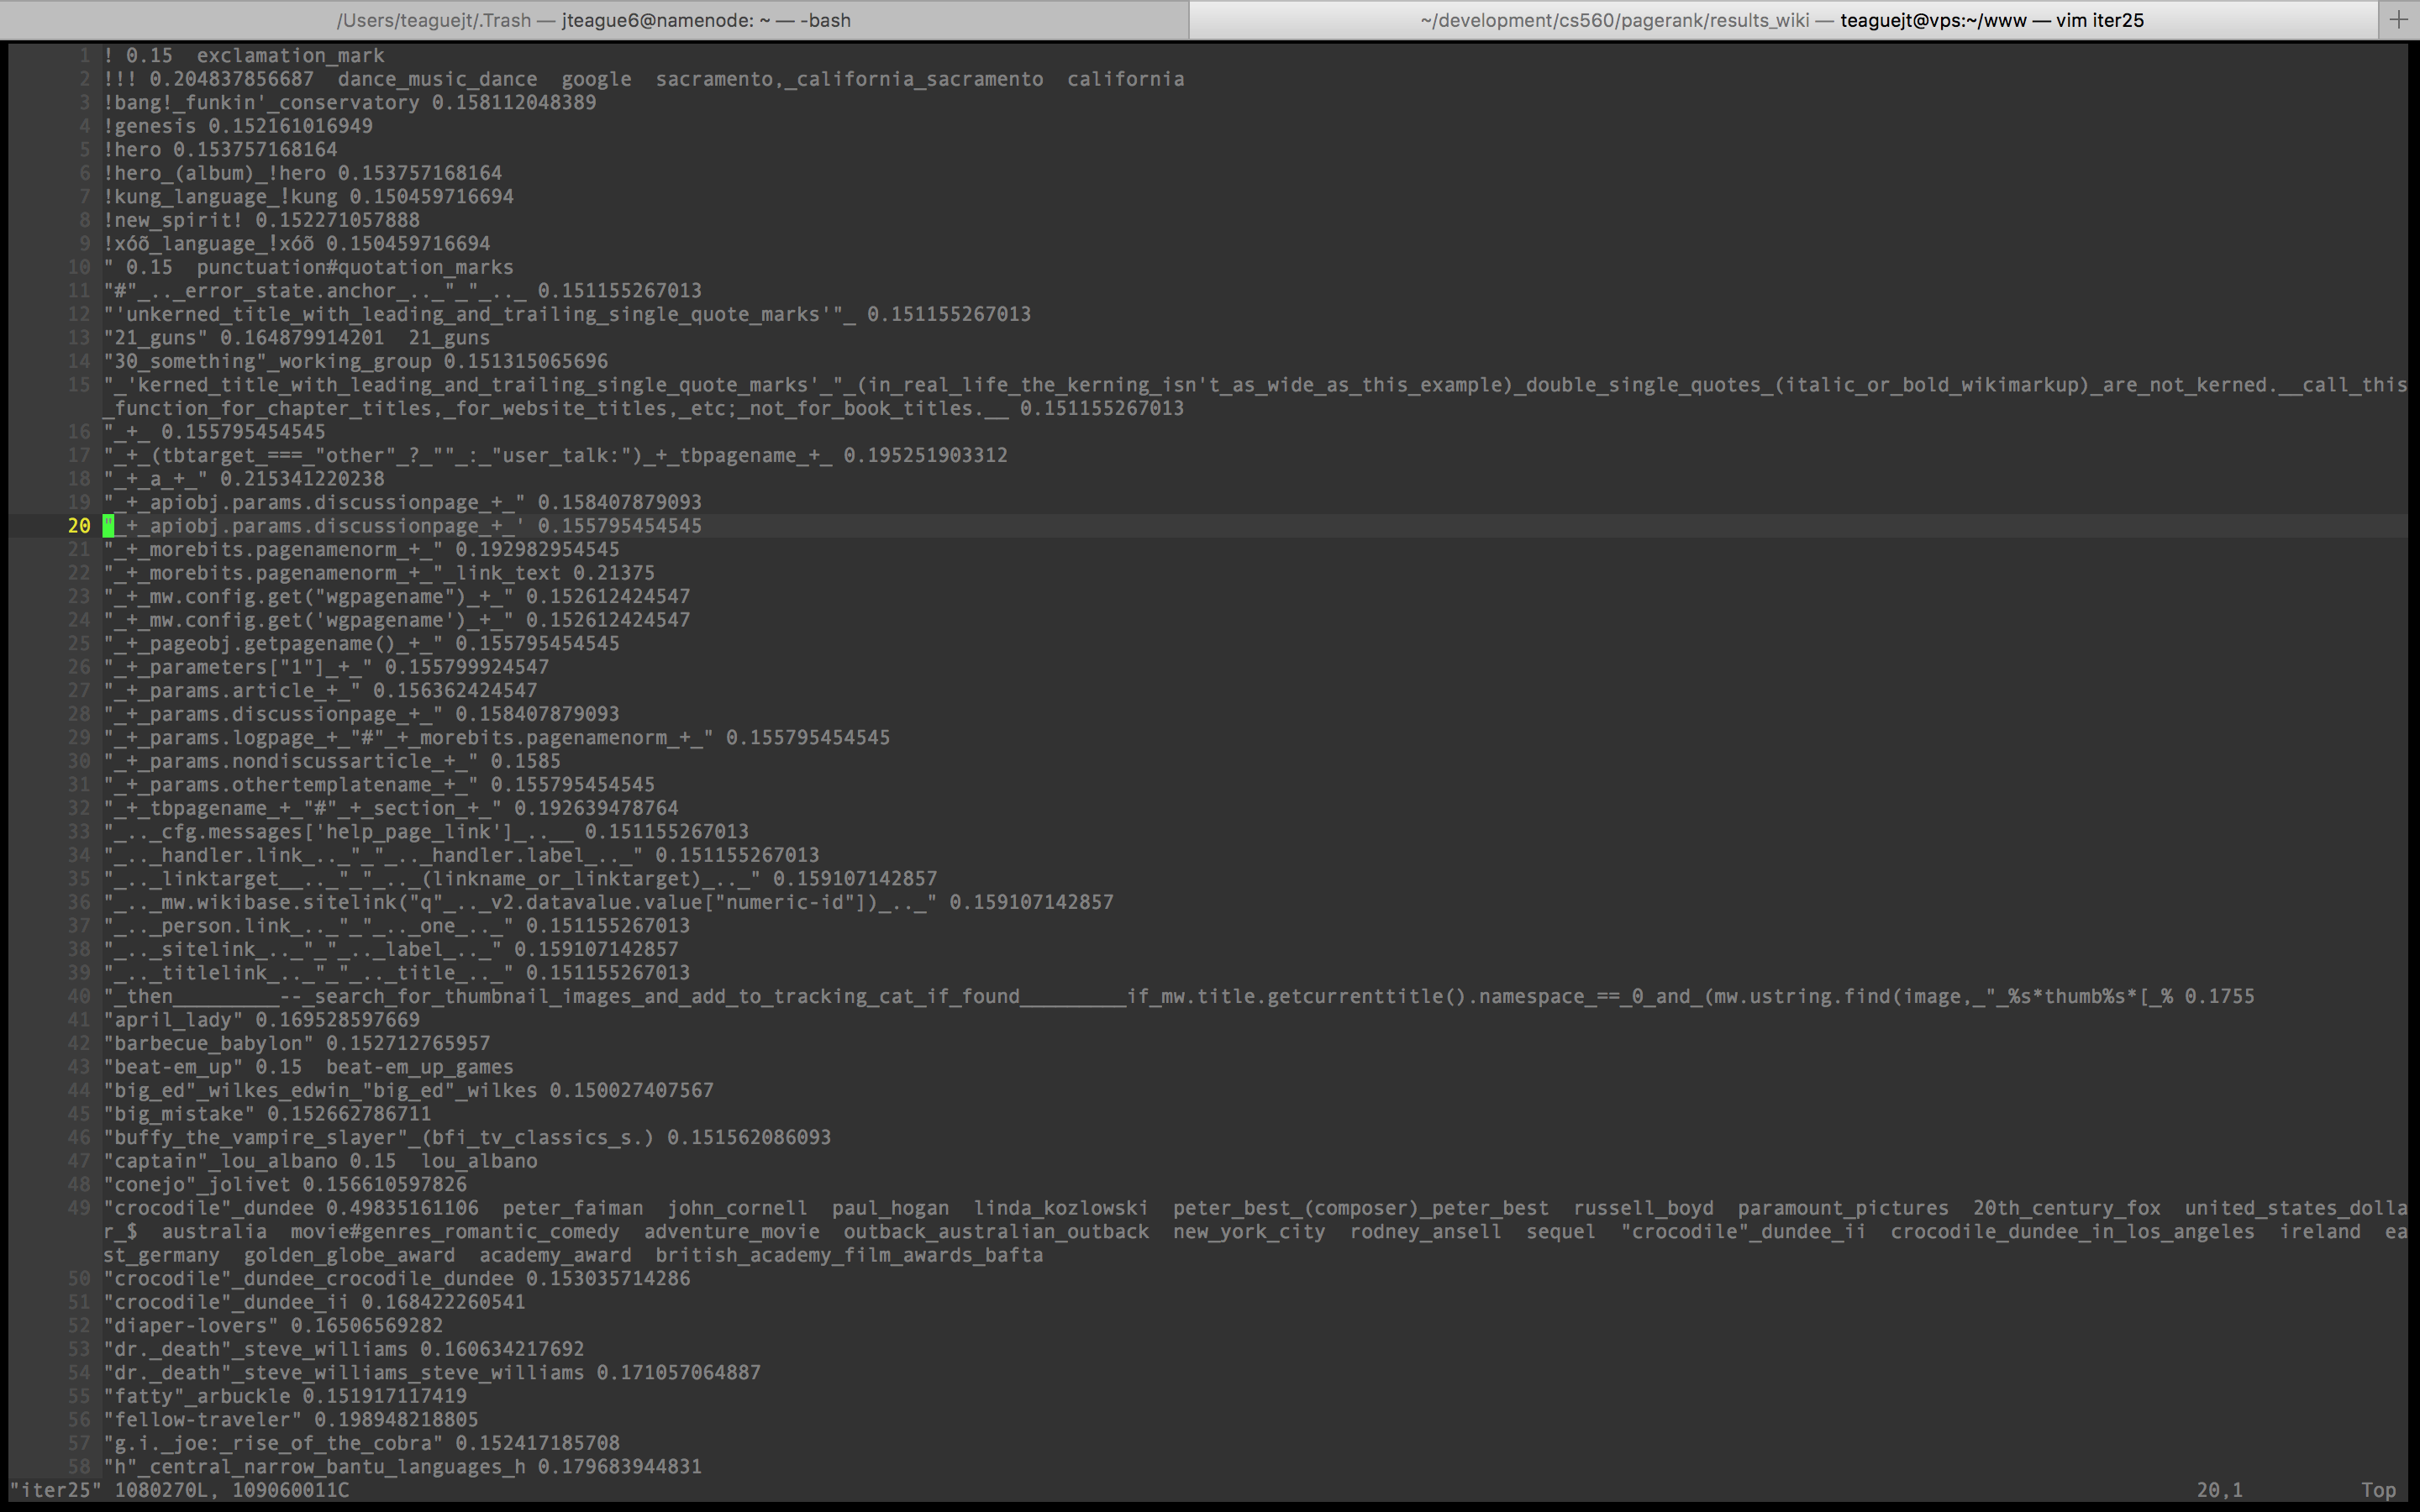 /Users/teaguejt/.Trash — jteague6@namenode: ~ — -bash
~/development/cs560/pagerank/results_wiki — teaguejt@vps:~/www — vim iter25 +
1 ! 0.15  exclamation_mark
2 !!! 0.204837856687  dance_music_dance  google  sacramento,_california_sacramento  california
3 !bang!_funkin'_conservatory 0.158112048389
4 !genesis 0.152161016949
5 !hero 0.153757168164
6 !hero_(album)_!hero 0.153757168164
7 !kung_language_!kung 0.150459716694
8 !new_spirit! 0.152271057888
9 !xóõ_language_!xóõ 0.150459716694
10 " 0.15  punctuation#quotation_marks
11 "#"_.._error_state.anchor_.._"_"_.._ 0.151155267013
12 "'unkerned_title_with_leading_and_trailing_single_quote_marks'"_ 0.151155267013
13 "21_guns" 0.164879914201  21_guns
14 "30_something"_working_group 0.151315065696
15 "_'kerned_title_with_leading_and_trailing_single_quote_marks'_"_(in_real_life_the_kerning_isn't_as_wide_as_this_example)_double_single_quotes_(italic_or_bold_wikimarkup)_are_not_kerned.__call_this
_function_for_chapter_titles,_for_website_titles,_etc;_not_for_book_titles.__ 0.151155267013
16 "_+_ 0.155795454545
17 "_+_(tbtarget_===_"other"_?_""_:_"user_talk:")_+_tbpagename_+_ 0.195251903312
18 "_+_a_+_" 0.215341220238
19 "_+_apiobj.params.discussionpage_+_" 0.158407879093
20 "_+_apiobj.params.discussionpage_+_' 0.155795454545
21 "_+_morebits.pagenamenorm_+_" 0.192982954545
22 "_+_morebits.pagenamenorm_+_"_link_text 0.21375
23 "_+_mw.config.get("wgpagename")_+_" 0.152612424547
24 "_+_mw.config.get('wgpagename')_+_" 0.152612424547
25 "_+_pageobj.getpagename()_+_" 0.155795454545
26 "_+_parameters["1"]_+_" 0.155799924547
27 "_+_params.article_+_" 0.156362424547
28 "_+_params.discussionpage_+_" 0.158407879093
29 "_+_params.logpage_+_"#"_+_morebits.pagenamenorm_+_" 0.155795454545
30 "_+_params.nondiscussarticle_+_" 0.1585
31 "_+_params.othertemplatename_+_" 0.155795454545
32 "_+_tbpagename_+_"#"_+_section_+_" 0.192639478764
33 "_.._cfg.messages['help_page_link']_..__ 0.151155267013
34 "_.._handler.link_.._"_"_.._handler.label_.._" 0.151155267013
35 "_.._linktarget__.._"_"_.._(linkname_or_linktarget)_.._" 0.159107142857
36 "_.._mw.wikibase.sitelink("q"_.._v2.datavalue.value["numeric-id"])_.._" 0.159107142857
37 "_.._person.link_.._"_"_.._one_.._" 0.151155267013
38 "_.._sitelink_.._"_"_.._label_.._" 0.159107142857
39 "_.._titlelink_.._"_"_.._title_.._" 0.151155267013
40 "_then_________--_search_for_thumbnail_images_and_add_to_tracking_cat_if_found_________if_mw.title.getcurrenttitle().namespace_==_0_and_(mw.ustring.find(image,_"_%s*thumb%s*[_% 0.1755
41 "april_lady" 0.169528597669
42 "barbecue_babylon" 0.152712765957
43 "beat-em_up" 0.15  beat-em_up_games
44 "big_ed"_wilkes_edwin_"big_ed"_wilkes 0.150027407567
45 "big_mistake" 0.152662786711
46 "buffy_the_vampire_slayer"_(bfi_tv_classics_s.) 0.151562086093
47 "captain"_lou_albano 0.15  lou_albano
48 "conejo"_jolivet 0.156610597826
49 "crocodile"_dundee 0.49835161106  peter_faiman  john_cornell  paul_hogan  linda_kozlowski  peter_best_(composer)_peter_best  russell_boyd  paramount_pictures  20th_century_fox  united_states_dolla
r_$  australia  movie#genres_romantic_comedy  adventure_movie  outback_australian_outback  new_york_city  rodney_ansell  sequel  "crocodile"_dundee_ii  crocodile_dundee_in_los_angeles  ireland  ea
st_germany  golden_globe_award  academy_award  british_academy_film_awards_bafta
50 "crocodile"_dundee_crocodile_dundee 0.153035714286
51 "crocodile"_dundee_ii 0.168422260541
52 "diaper-lovers" 0.16506569282
53 "dr._death"_steve_williams 0.160634217692
54 "dr._death"_steve_williams_steve_williams 0.171057064887
55 "fatty"_arbuckle 0.151917117419
56 "fellow-traveler" 0.198948218805
57 "g.i._joe:_rise_of_the_cobra" 0.152417185708
58 "h"_central_narrow_bantu_languages_h 0.179683944831
"iter25" 1080270L, 109060011C 20,1 Top